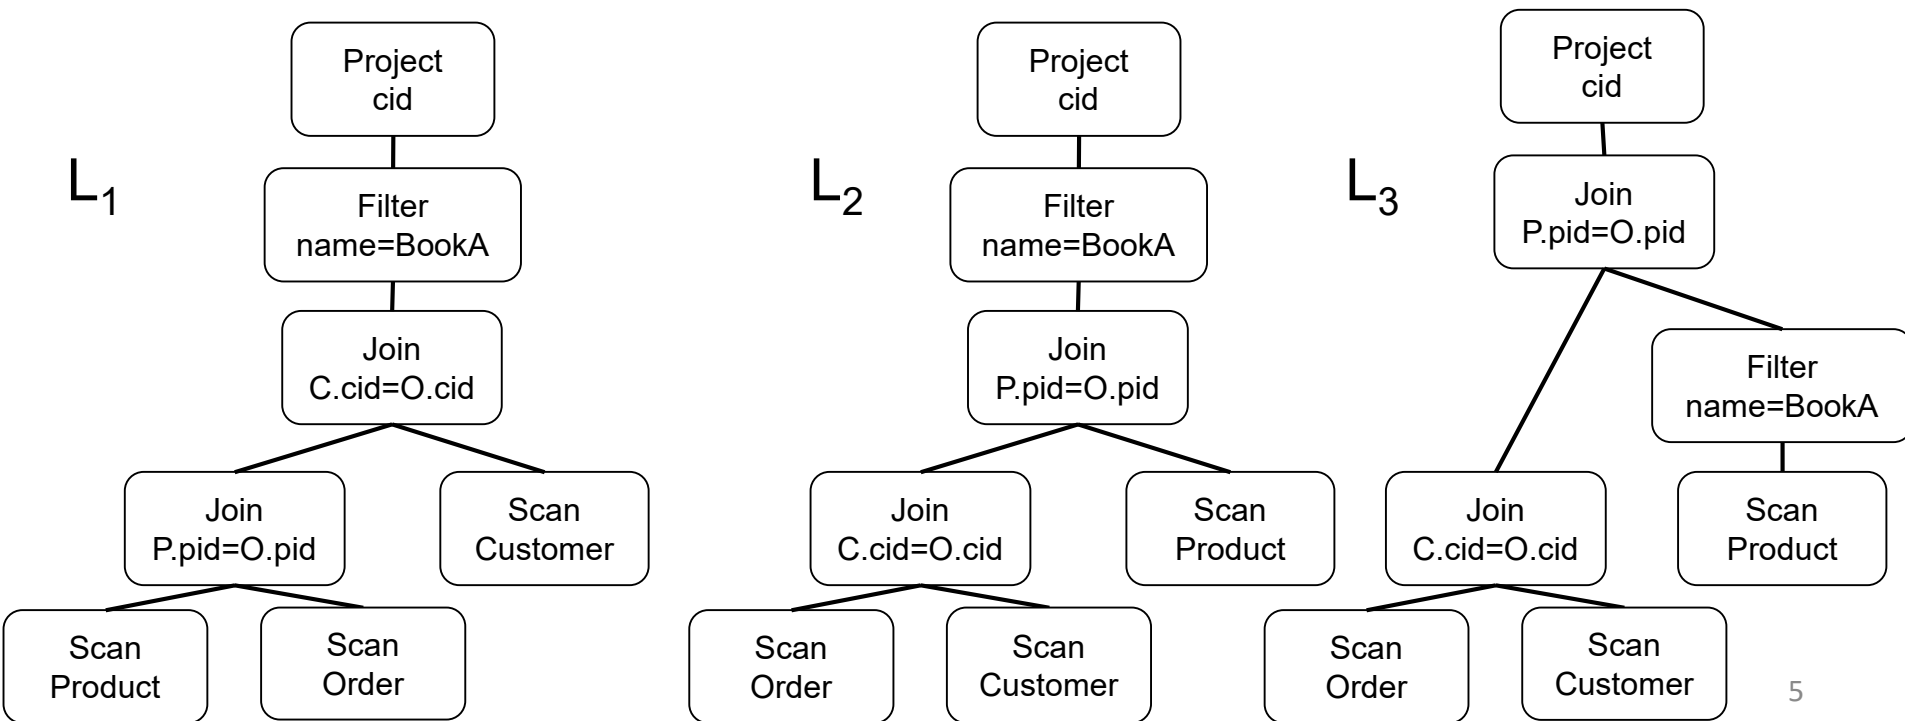 L1
Project
cid
Filter
name=BookA
Join
C.cid=O.cid
Join
P.pid=O.pid
Scan
Customer
Scan
Product
Scan
Order
L2
Project
cid
Filter
name=BookA
Join
P.pid=O.pid
Join
C.cid=O.cid
Scan
Product
Scan
Order
Scan
Customer
L3
Project
cid
Join
P.pid=O.pid
Filter
name=BookA
Join
C.cid=O.cid
Scan
Product
Scan
Order
Scan
Customer
5